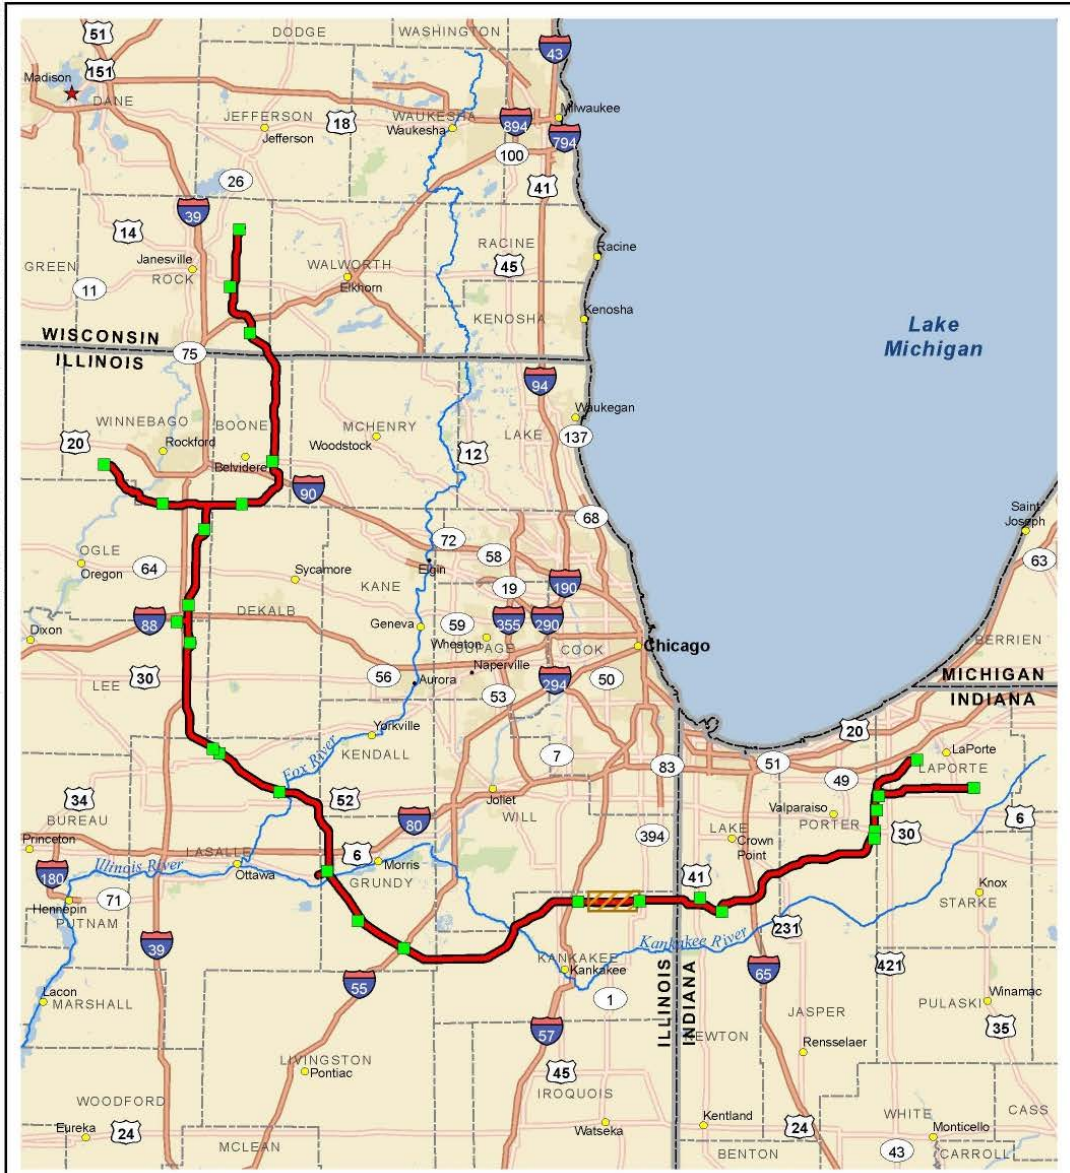 51
DODGE
WASHINGTON
43
Madison
151
DANE
Milwaukee
JEFFERSON
Jefferson
18
WAUKESHA
Waukesha
894
794
100
26
41
39
14
RACINE
Racine
Janesville
WALWORTH
45
GREEN
ROCK
Elkhorn
11
KENOSHA
Kenosha
Lake
Michigan
WISCONSIN
ILLINOIS
75
94
Waukegan
WINNEBAGO
BOONE
MCHENRY
LAKE
137
20
Rockford
Woodstock
12
Belvidere
90
Saint
Joseph
68
72
OGLE
58
63
Oregon
64
Elgin
Sycamore
KANE
19
190
DEKALB
88
Geneva
59
355
290
Dixon
Wheaton
DUPAGE
COOK
Chicago
BERRIEN
Naperville
LEE
30
56
Aurora
294
50
MICHIGAN
53
INDIANA
Yorkville
20
KENDALL
7
LaPorte
Fox River
83
51
LAPORTE
49
34
52
Joliet
Valparaiso
BUREAU
80
WILL
PORTER
6
Princeton
394
LAKE
30
Crown
Point
LASALLE
6
Morris
Illinois River
Ottawa
180
GRUNDY
41
Knox
71
STARKE
Hennepin
PUTNAM
231
39
Kankakee River
KANKAKEE
Kankakee
421
65
55
Lacon
MARSHALL
1
ILLINOIS
INDIANA
PULASKI
Winamac
JASPER
57
NEWTON
35
Rensselaer
LIVINGSTON
Pontiac
45
IROQUOIS
WOODFORD
WHITE
CASS
Eureka
24
Watseka
Kentland
24
Monticello
MCLEAN
BENTON
43
CARROLL